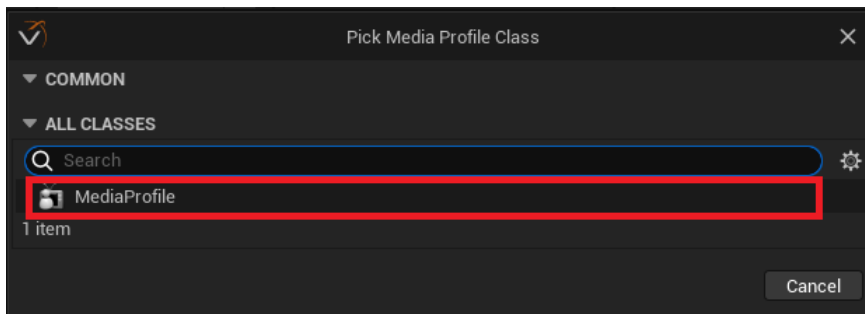 Pick Media Profile Class
COMMON
ALL CLASSES
Search
MediaProfile
1 item
Cancel